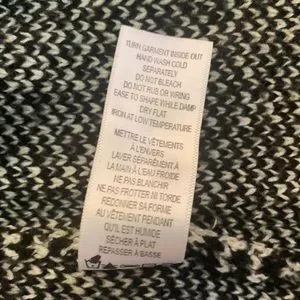 TURN GARMENT INSIDE OUT
HAND WASH COLD
SEPARATELY
DO NOT BLEACH
DO NOT RUB OR WRING
EASE TO SHAPE WHILE DAMP
DRY FLAT
IRON AT LOW TEMPERATURE
METTRE LE VÊTEMENTS
À L'ENVERS
LAVER SÉPARÉMENT À
LA MAIN À L'EAU FROIDE
NE PAS BLANCHIR
NE PAS FROTTER NI TORDRE
REDONNER SA FORME
AU VÊTEMENT PENDANT
QU'IL EST HUMIDE
SÉCHER À PLAT
REPASSER À BASSE